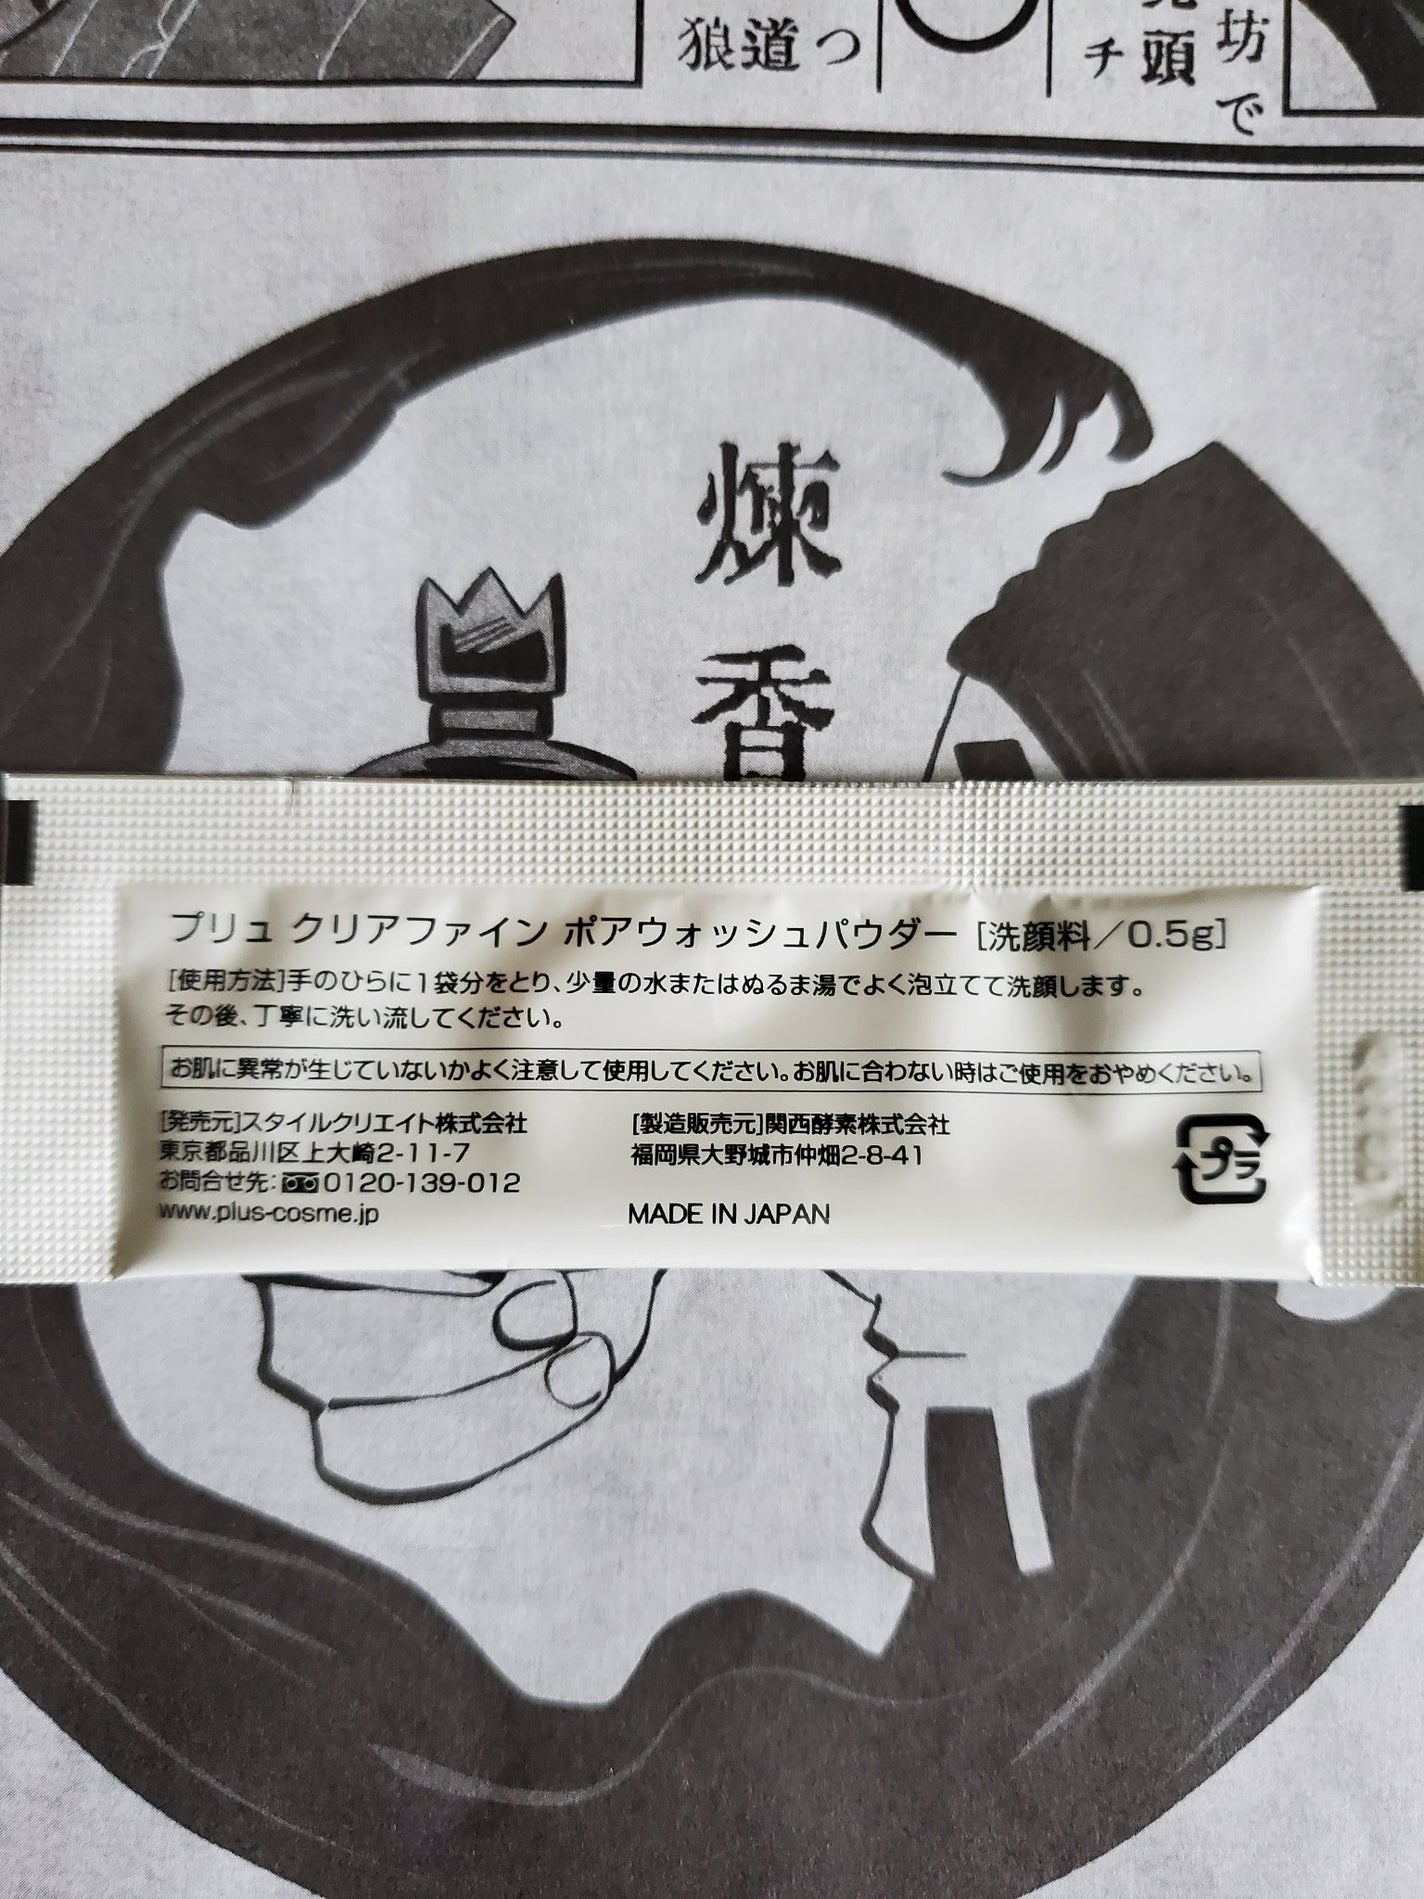 坊で
頭
チ
つ
道
狼
煉香
プリュ クリアファイン ポアウォッシュパウダー [洗顔料/0.5g]
[使用方法]手のひらに1袋分をとり、少量の水またはぬるま湯でよく泡立てて洗顔します。
その後、丁寧に洗い流してください。
お肌に異常が生じていないかよく注意して使用してください。お肌に合わない時はご使用をおやめください。
[発売元]スタイルクリエイト株式会社
東京都品川区上大崎2-11-7
お問合せ先:0120-139-012
www.plus-cosme.jp
[製造販売元]関西酵素株式会社
福岡県大野城市仲畑2-8-41
MADE IN JAPAN
プラ